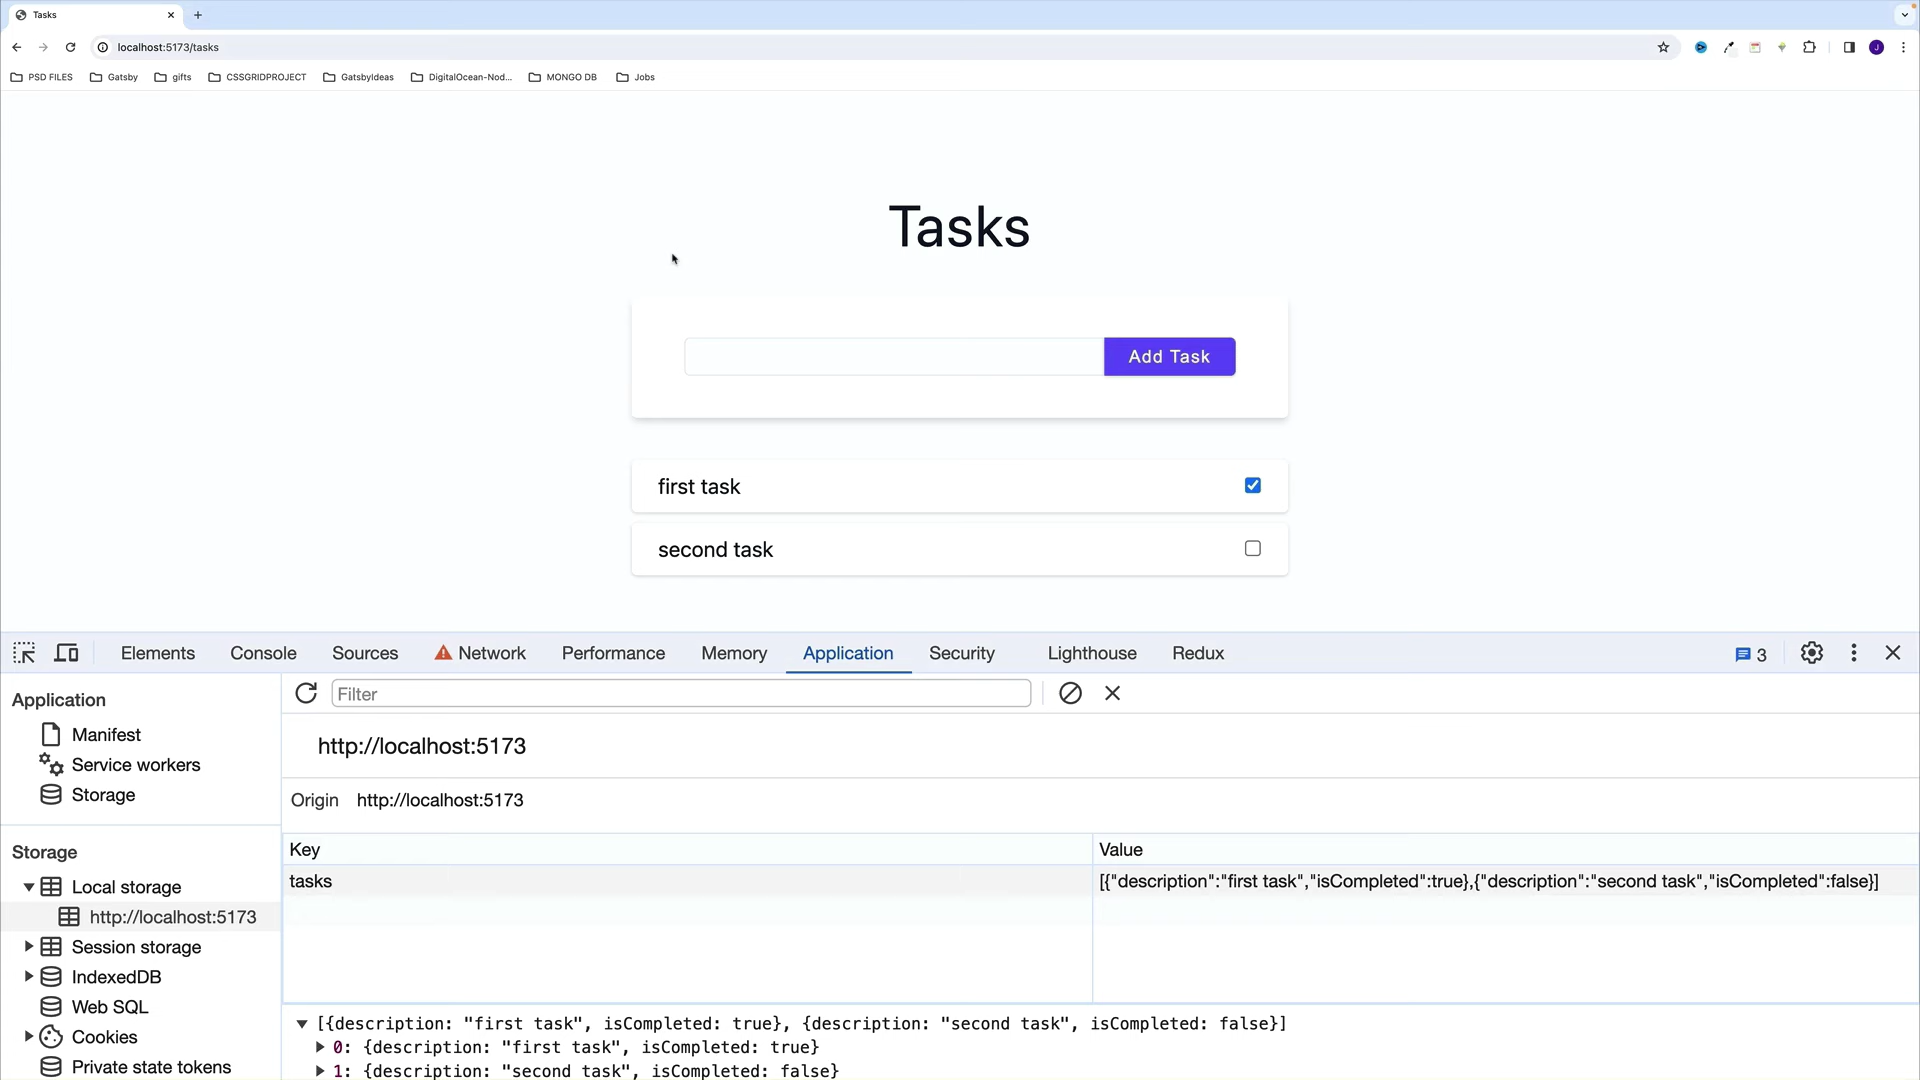 Tasks
localhost:5173/tasks
J
PSD FILES Gatsby gifts CSSGRIDPROJECT GatsbyIdeas DigitalOcean-Nod... MONGO DB Jobs
Tasks
Add Task
first task
second task
Elements Console Sources Network Performance Memory Application Security Lighthouse Redux 3
Application
Manifest
Service workers
Storage
Storage
Local storage
http://localhost:5173
Session storage
IndexedDB
Web SQL
Cookies
Private state tokens
Filter
http://localhost:5173
Origin http://localhost:5173
Key Value
tasks [{"description":"first task","isCompleted":true},{"description":"second task","isCompleted":false}]
[{description: "first task", isCompleted: true}, {description: "second task", isCompleted: false}]
0: {description: "first task", isCompleted: true}
1: {description: "second task", isCompleted: false}